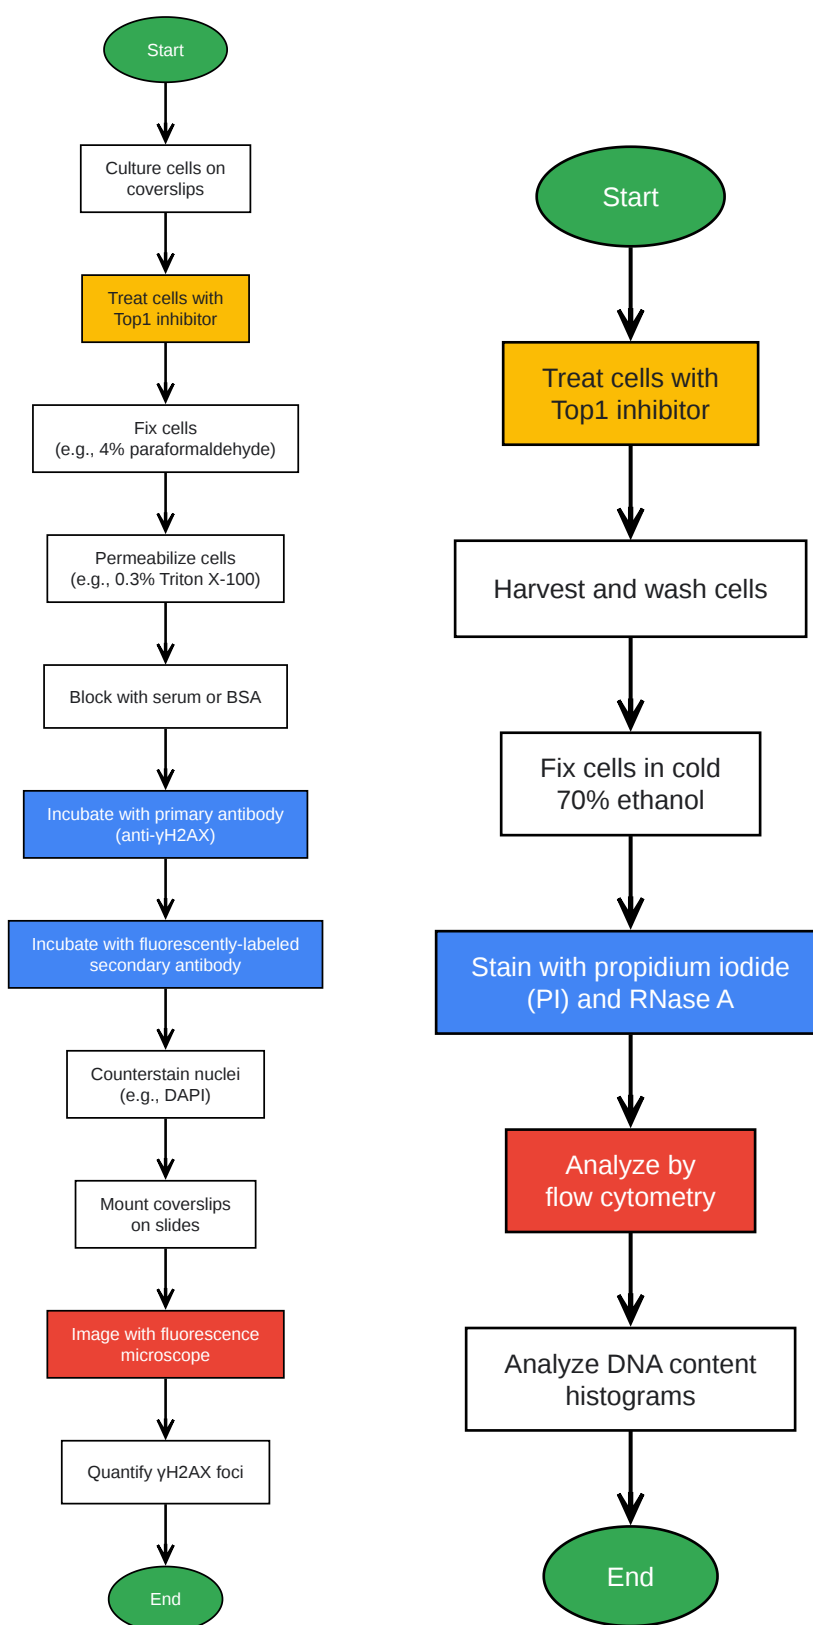 Start
Culture cells on
coverslips
Treat cells with
Top1 inhibitor
Fix cells
(e.g., 4% paraformaldehyde)
Permeabilize cells
(e.g., 0.3% Triton X-100)
Block with serum or BSA
Incubate with primary antibody
(anti-γH2AX)
Incubate with fluorescently-labeled
secondary antibody
Counterstain nuclei
(e.g., DAPI)
Mount coverslips
on slides
Image with fluorescence
microscope
Quantify γH2AX foci
End
Start
Treat cells with
Top1 inhibitor
Harvest and wash cells
Fix cells in cold
70% ethanol
Stain with propidium iodide
(PI) and RNase A
Analyze by
flow cytometry
Analyze DNA content
histograms
End